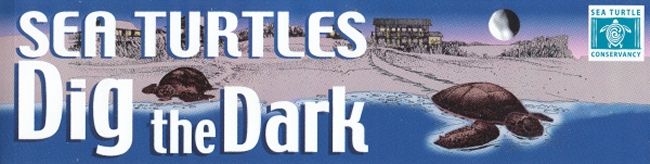 SEA TURTLES
Dig the Dark
SEA TURTLE
CONSERVANCY